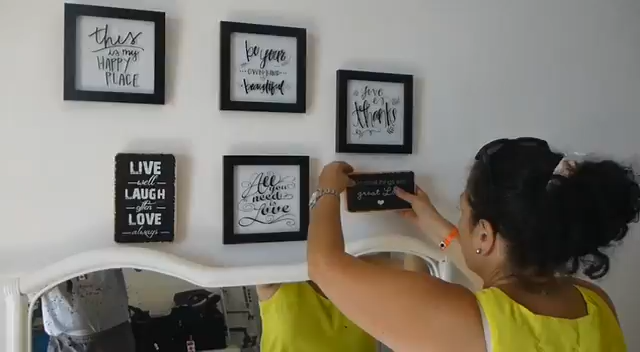 this
is my
HAPPY
PLACE
be your
beautiful
thanks
LIVE
well
LAUGH
often
LOVE
always
All
you
need is
Love
great